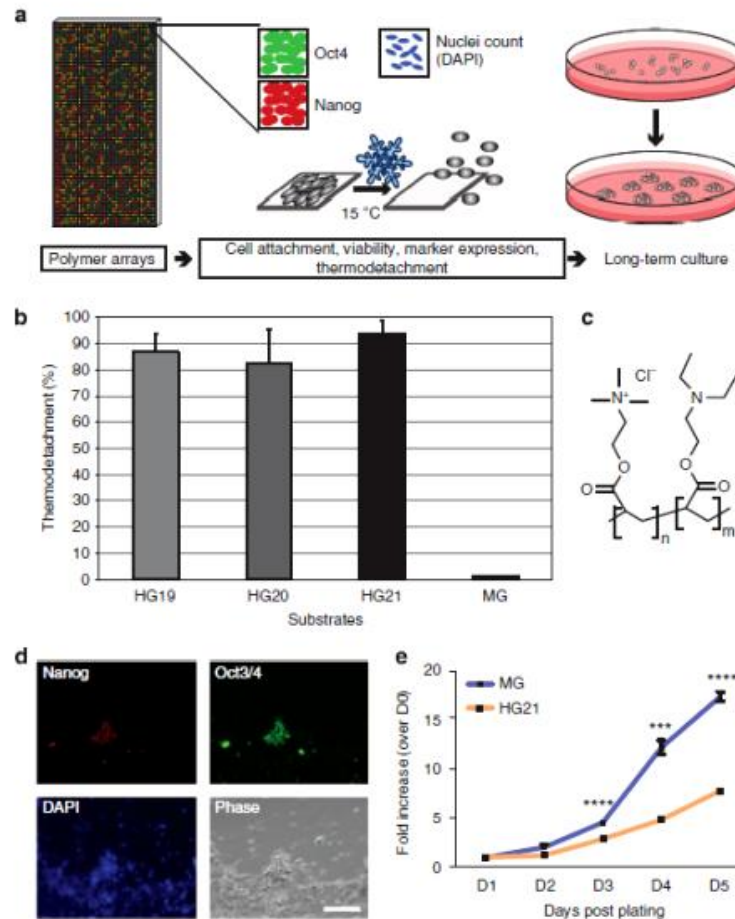 a
Oct4
Nanog
Nuclei count
(DAPI)
15 °C
Polymer arrays
Cell attachment, viability, marker expression,
thermodetachment
Long-term culture
b
Thermodetachment (%)
100
90
80
70
60
50
40
30
20
10
0
HG19
HG20
HG21
MG
Substrates
c
Cl⁻
N⁺
N
O
O
O
O
n
m
d
Nanog
Oct3/4
DAPI
Phase
e
Fold increase (over D0)
20
15
10
5
0
MG
HG21
****
***
****
D1
D2
D3
D4
D5
Days post plating